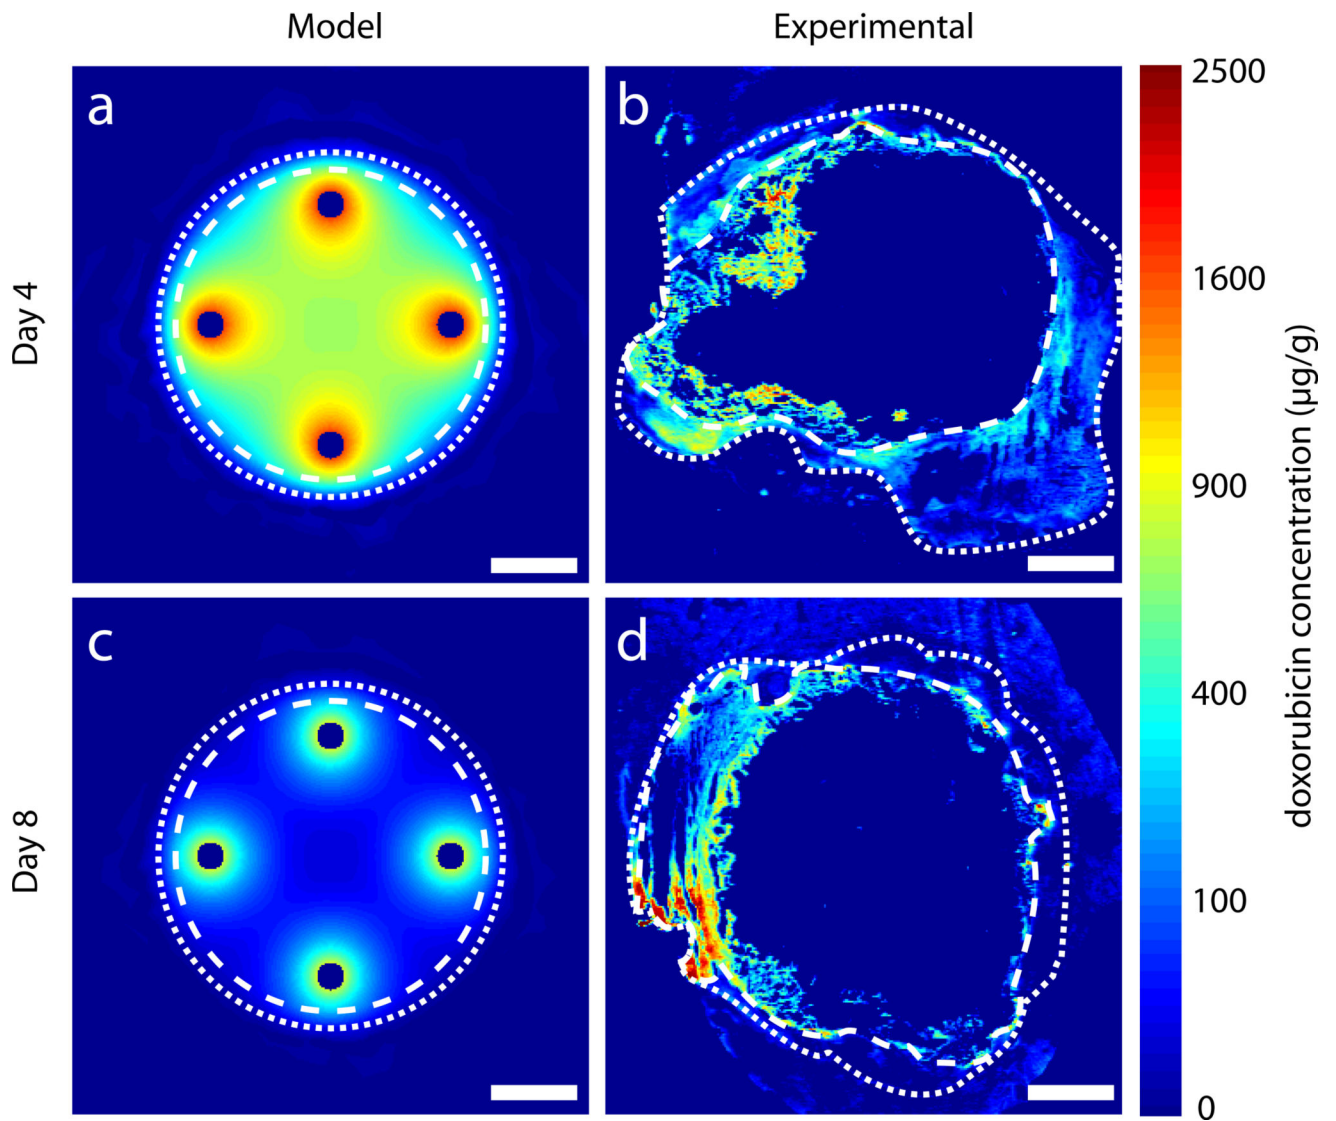 Model
Experimental
a
b
2500
1600
900
400
100
0
doxorubicin concentration (µg/g)
Day 4
c
d
Day 8